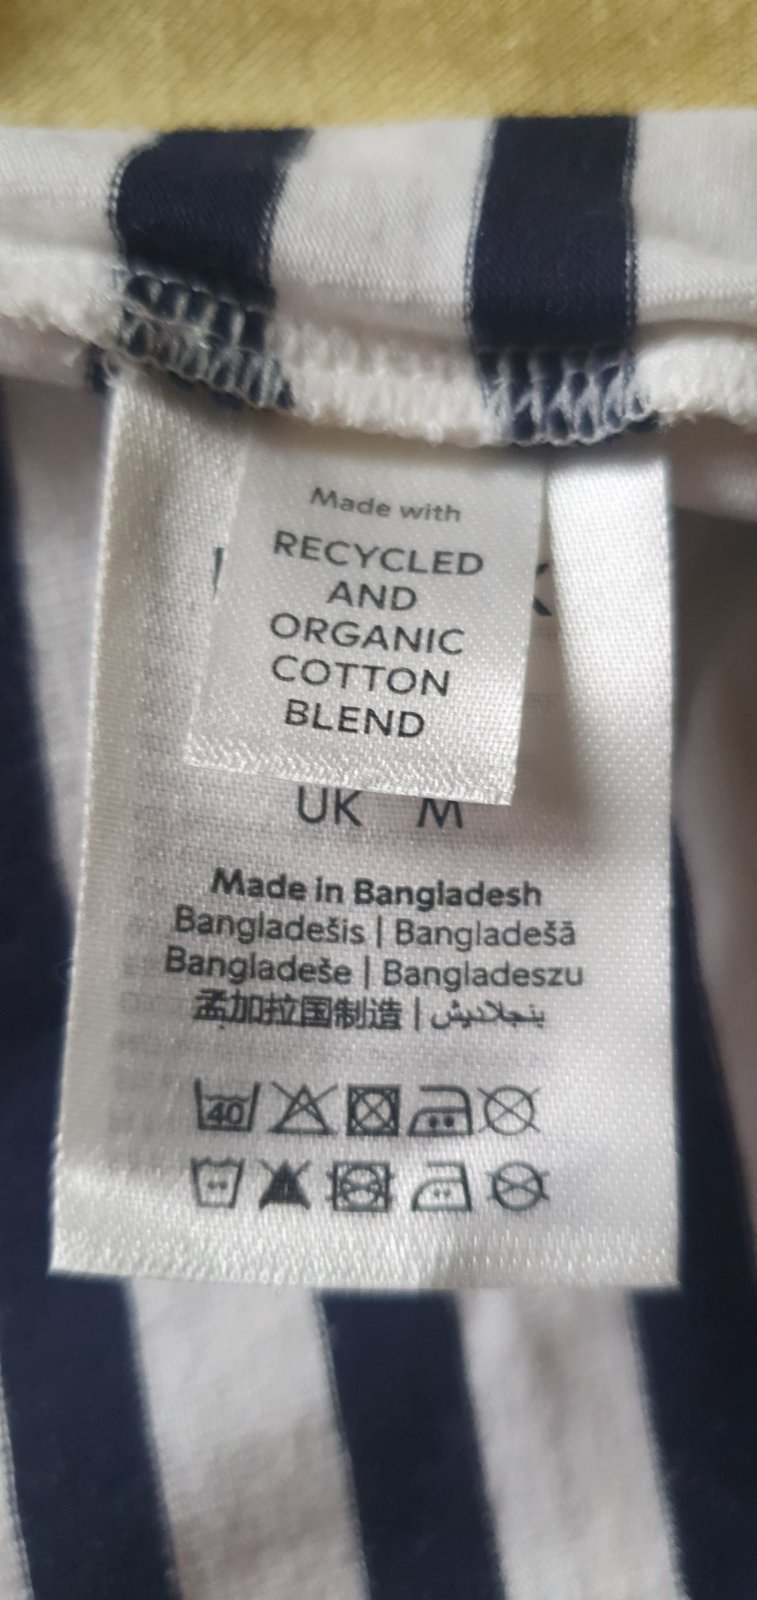 Made with
RECYCLED
AND
ORGANIC
COTTON
BLEND
UK M
Made in Bangladesh
Bangladešis | Bangladešā
Bangladeše | Bangladeszu
孟加拉国制造 | بنجلاديش
40